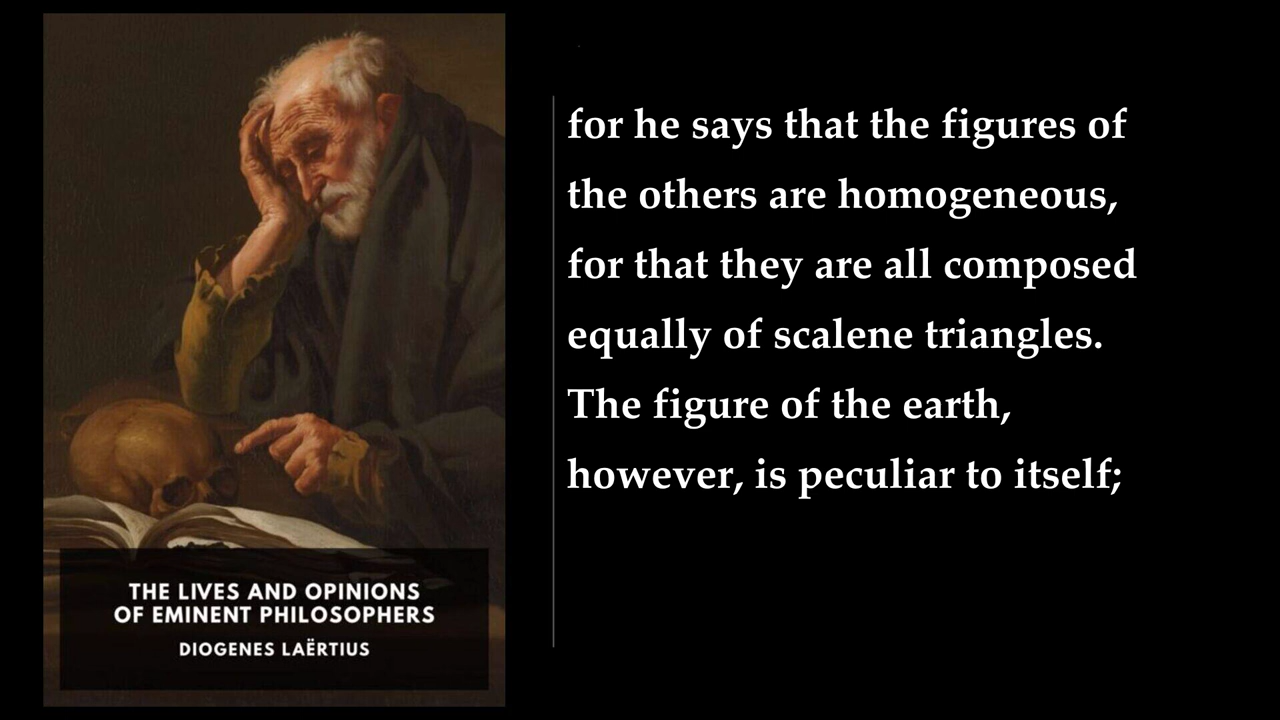 THE LIVES AND OPINIONS
OF EMINENT PHILOSOPHERS
DIOGENES LAËRTIUS
for he says that the figures of
the others are homogeneous,
for that they are all composed
equally of scalene triangles.
The figure of the earth,
however, is peculiar to itself;